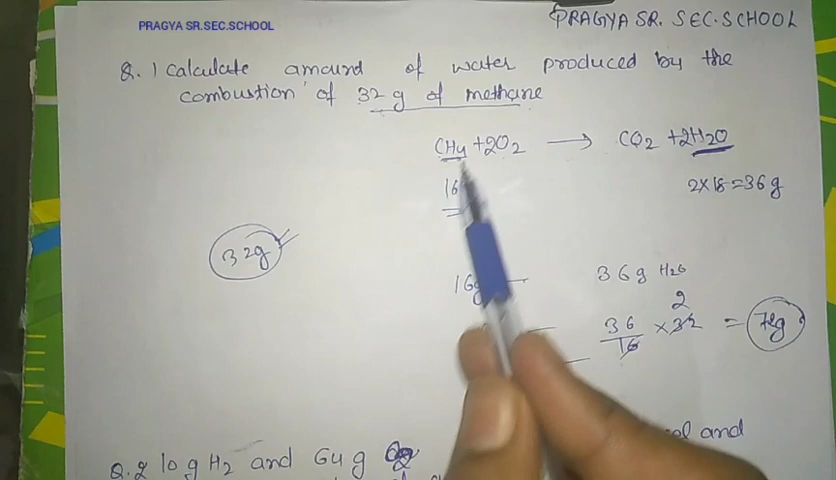 PRAGYA SR.SEC.SCHOOL
PRAGYA SR. SEC. SCHOOL
Q. 1 Calculate amount of water produced by the
combustion of 32 g of methane
CH4 + 2O2 → CO2 + 2H2O
16
2×18 = 36 g
32g
16g
36 g H2O
36/16 × 32 2 = 72g
and
Q. 2 10 g H2 and 64 g O2